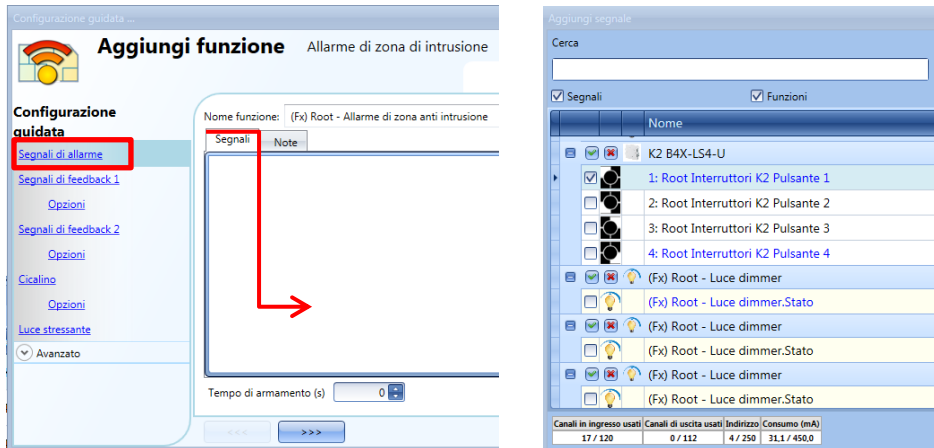 Configurazione guidata ...
Aggiungi funzione Allarme di zona di intrusione
Configurazione
guidata
Segnali di allarme
Segnali di feedback 1
Opzioni
Segnali di feedback 2
Opzioni
Cicalino
Opzioni
Luce stressante
Avanzato
Nome funzione: (Fx) Root - Allarme di zona anti intrusione
Segnali Note
Tempo di armamento (s) 0
<<< >>>
Aggiungi segnale
Cerca
Segnali Funzioni
Nome
K2 B4X-LS4-U
1: Root Interruttori K2 Pulsante 1
2: Root Interruttori K2 Pulsante 2
3: Root Interruttori K2 Pulsante 3
4: Root Interruttori K2 Pulsante 4
(Fx) Root - Luce dimmer
(Fx) Root - Luce dimmer.Stato
(Fx) Root - Luce dimmer
(Fx) Root - Luce dimmer.Stato
(Fx) Root - Luce dimmer
(Fx) Root - Luce dimmer.Stato
Canali in ingresso usati Canali di uscita usati Indirizzo Consumo (mA)
17 / 120 0 / 112 4 / 250 31,1 / 450,0